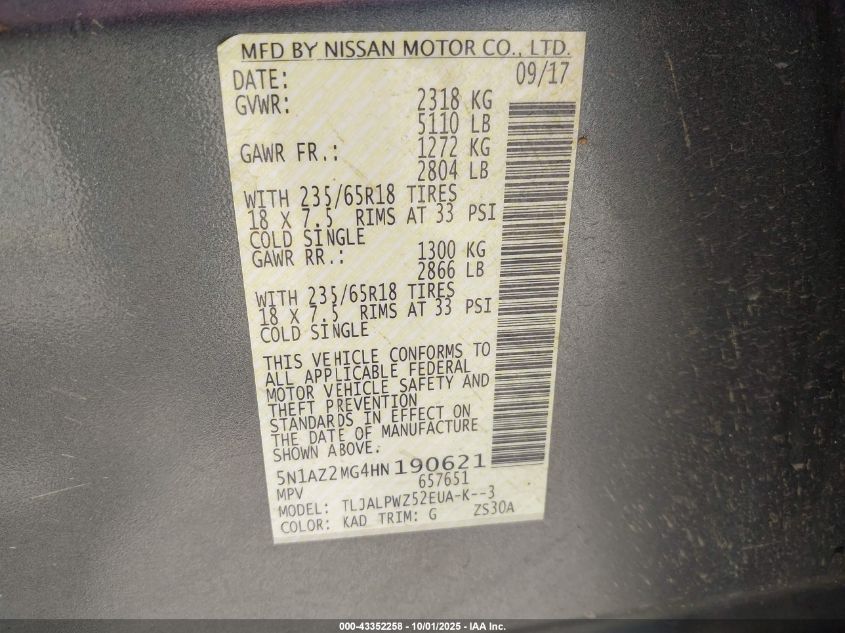 MFD BY NISSAN MOTOR CO., LTD.
DATE: 09/17
GVWR: 2318 KG
5110 LB
GAWR FR.: 1272 KG
2804 LB
WITH 235/65R18 TIRES
18 X 7.5 RIMS AT 33 PSI
COLD SINGLE
GAWR RR.: 1300 KG
2866 LB
WITH 235/65R18 TIRES
18 X 7.5 RIMS AT 33 PSI
COLD SINGLE
THIS VEHICLE CONFORMS TO
ALL APPLICABLE FEDERAL
MOTOR VEHICLE SAFETY AND
THEFT PREVENTION
STANDARDS IN EFFECT ON
THE DATE OF MANUFACTURE
SHOWN ABOVE.
5N1AZ2MG4HN190621
MPV 657651
MODEL: TLJALPWZ52EUA-K--3
COLOR: KAD TRIM: G ZS30A
000-43352258 - 10/01/2025 - IAA Inc.